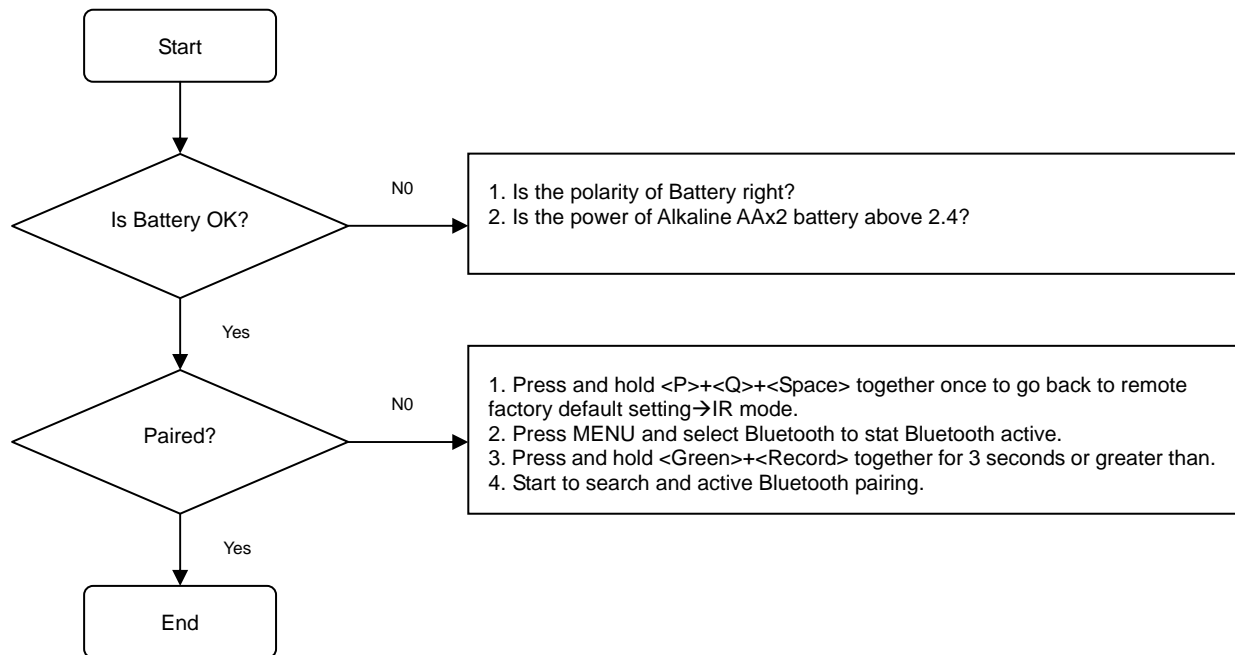 Start
Is Battery OK?
N0
1. Is the polarity of Battery right?
2. Is the power of Alkaline AAx2 battery above 2.4?
Yes
Paired?
N0
1. Press and hold <P>+<Q>+<Space> together once to go back to remote
factory default setting→IR mode.
2. Press MENU and select Bluetooth to stat Bluetooth active.
3. Press and hold <Green>+<Record> together for 3 seconds or greater than.
4. Start to search and active Bluetooth pairing.
Yes
End